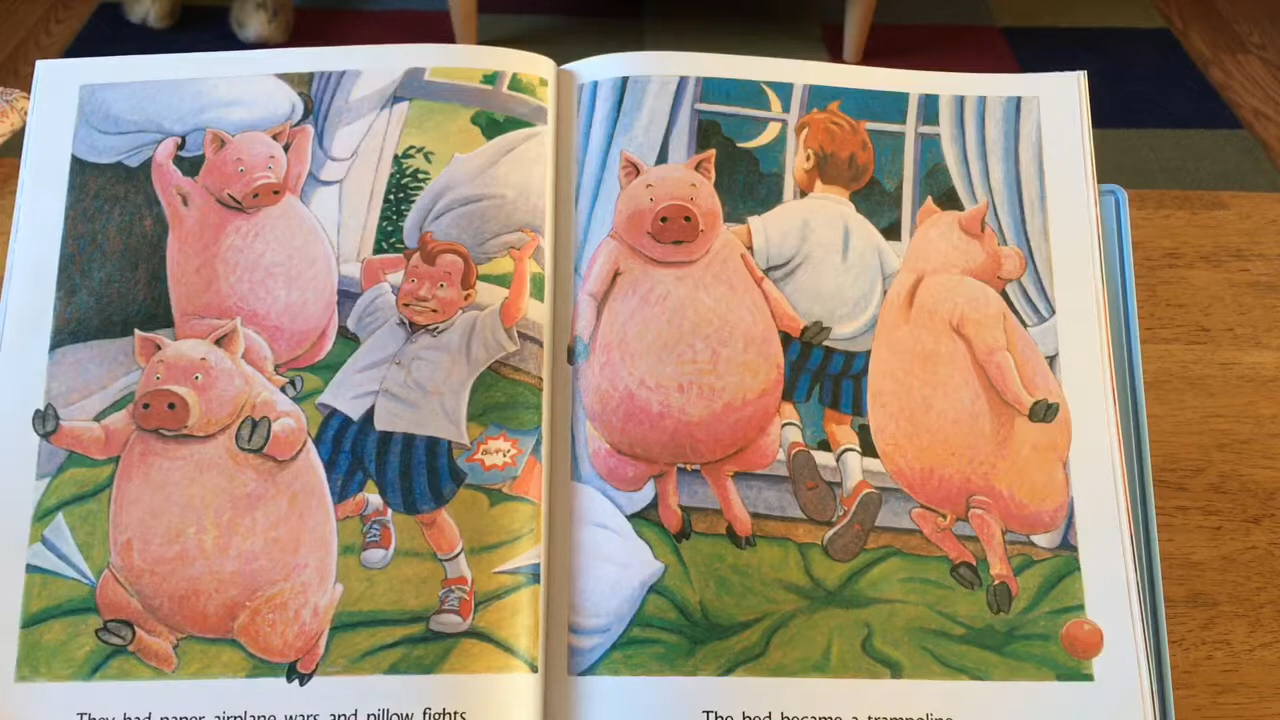 They had paper airplane wars and pillow fights
The bed became a trampoline